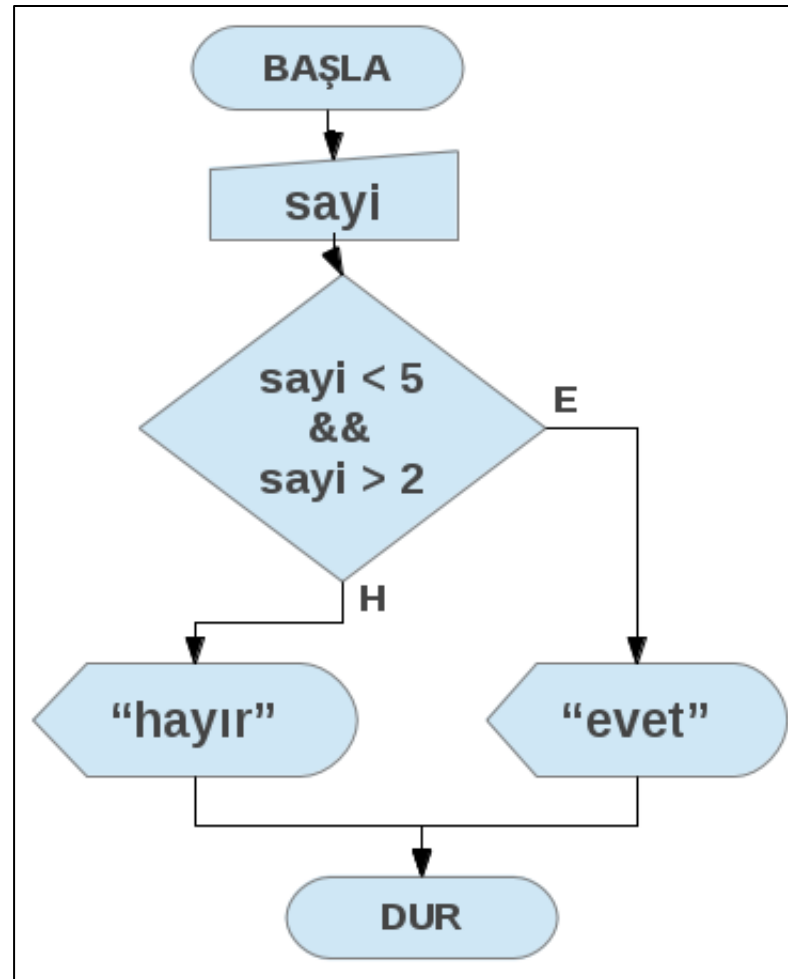 BAŞLA
sayi
sayi < 5
&&
sayi > 2
E
H
“hayır”
“evet”
DUR